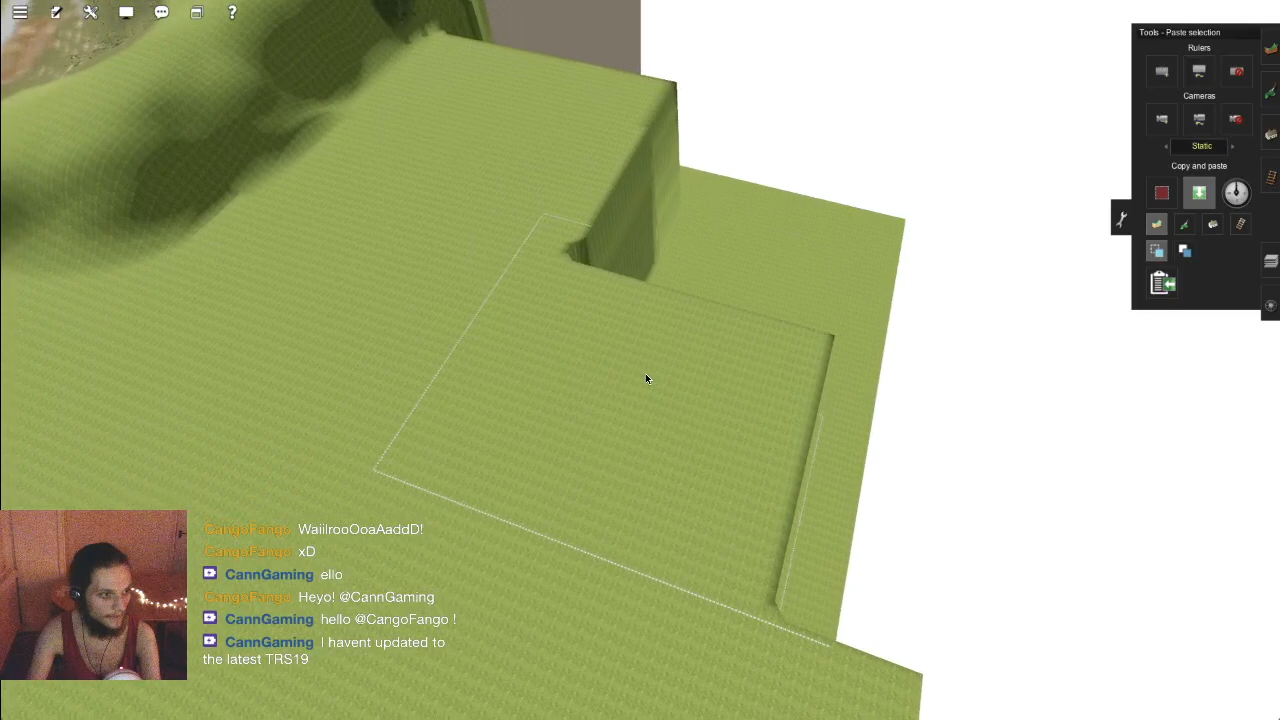 Tools - Paste selection
Rulers
Cameras
Static
Copy and paste
CangoFango WaiilrooOoaAaddD!
CangoFango xD
CannGaming ello
CangoFango Heyo! @CannGaming
CannGaming hello @CangoFango !
CannGaming I havent updated to
the latest TRS19